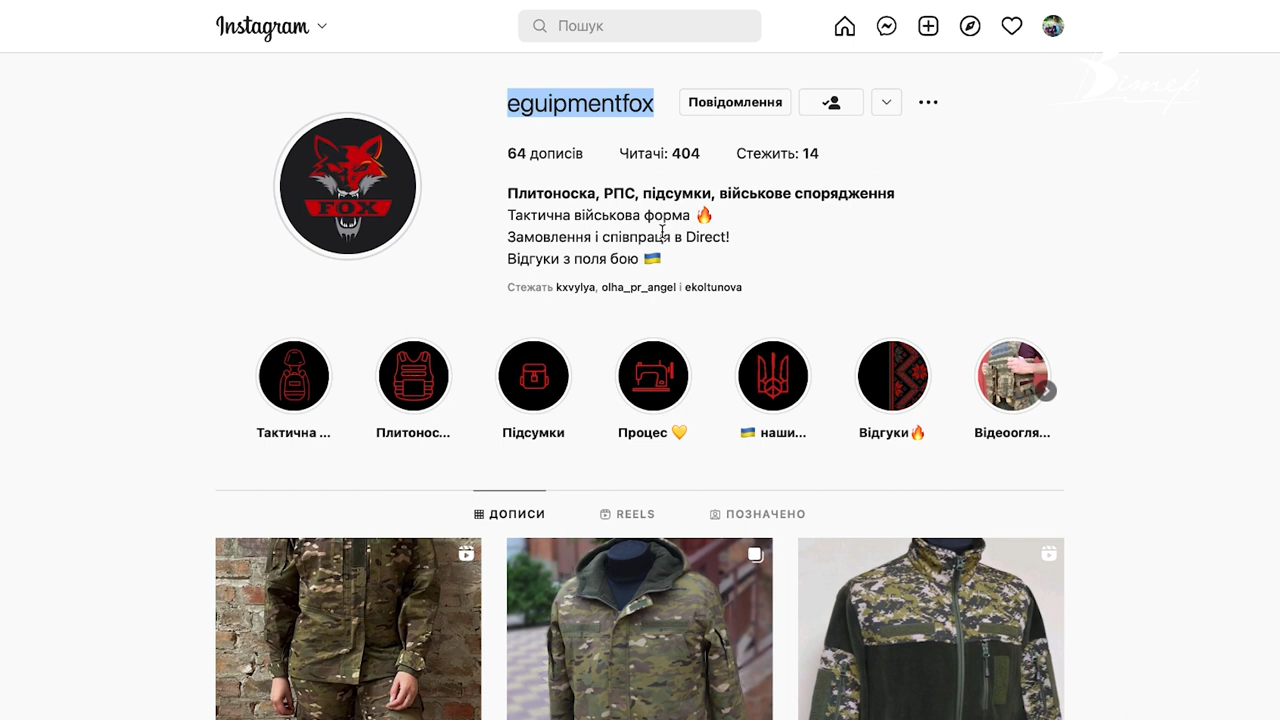 Instagram
Пошук
Вітер
eguipmentfox
Повідомлення
64 дописів Читачі: 404 Стежить: 14
Плитоноска, РПС, підсумки, військове спорядження
Тактична військова форма 🔥
Замовлення і співпраця в Direct!
Відгуки з поля бою 🇺🇦
Стежать kxvylya, olha_pr_angel і ekoltunova
FOX
Тактична ... Плитонос... Підсумки Процес 💛 🇺🇦 наши... Відгуки🔥 Відеоогля...
ДОПИСИ REELS ПОЗНАЧЕНО